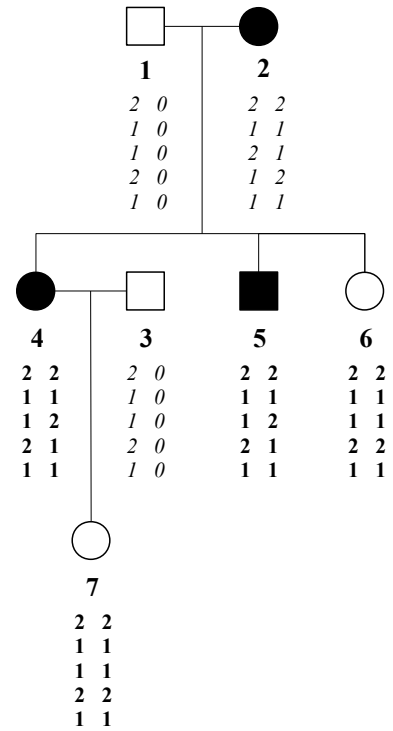 1 2
2 0 2 2
1 0 1 1
1 0 2 1
2 0 1 2
1 0 1 1
4 3 5 6
2 2 2 0 2 2 2 2
1 1 1 0 1 1 1 1
1 2 1 0 1 2 1 1
2 1 2 0 2 1 2 2
1 1 1 0 1 1 1 1
7
2 2
1 1
1 1
2 2
1 1